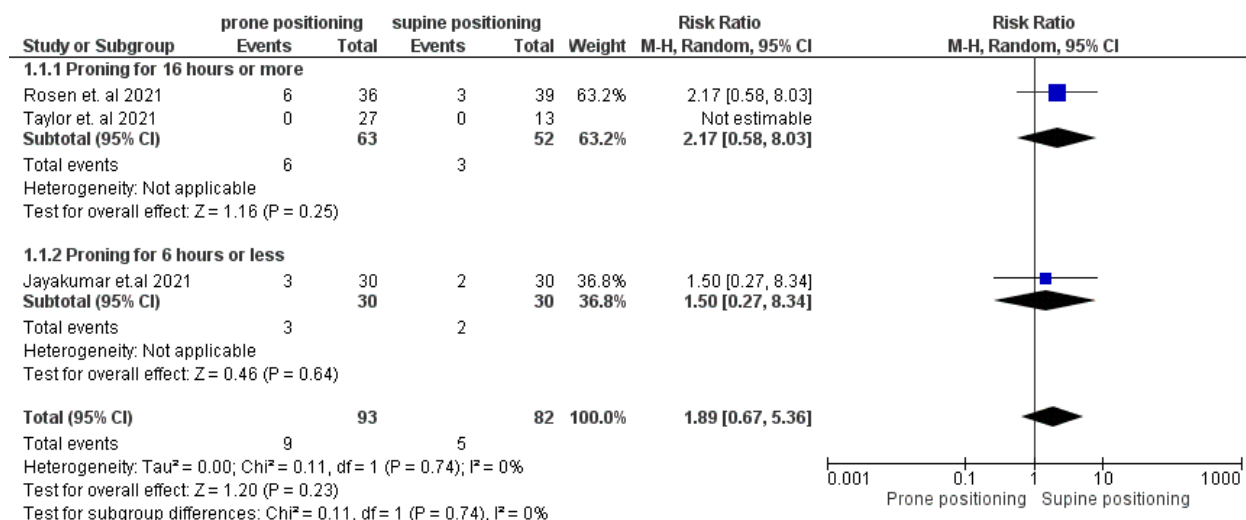 prone positioning supine positioning Risk Ratio Risk Ratio
Study or Subgroup Events Total Events Total Weight M-H, Random, 95% CI M-H, Random, 95% CI
1.1.1 Proning for 16 hours or more
Rosen et. al 2021 6 36 3 39 63.2% 2.17 [0.58, 8.03]
Taylor et. al 2021 0 27 0 13 Not estimable
Subtotal (95% CI) 63 52 63.2% 2.17 [0.58, 8.03]
Total events 6 3
Heterogeneity: Not applicable
Test for overall effect: Z = 1.16 (P = 0.25)
1.1.2 Proning for 6 hours or less
Jayakumar et.al 2021 3 30 2 30 36.8% 1.50 [0.27, 8.34]
Subtotal (95% CI) 30 30 36.8% 1.50 [0.27, 8.34]
Total events 3 2
Heterogeneity: Not applicable
Test for overall effect: Z = 0.46 (P = 0.64)
Total (95% CI) 93 82 100.0% 1.89 [0.67, 5.36]
Total events 9 5
Heterogeneity: Tau² = 0.00; Chi² = 0.11, df = 1 (P = 0.74); I² = 0%
Test for overall effect: Z = 1.20 (P = 0.23)
Test for subgroup differences: Chi² = 0.11, df = 1 (P = 0.74), I² = 0%
0.001 0.1 1 10 1000
Prone positioning Supine positioning